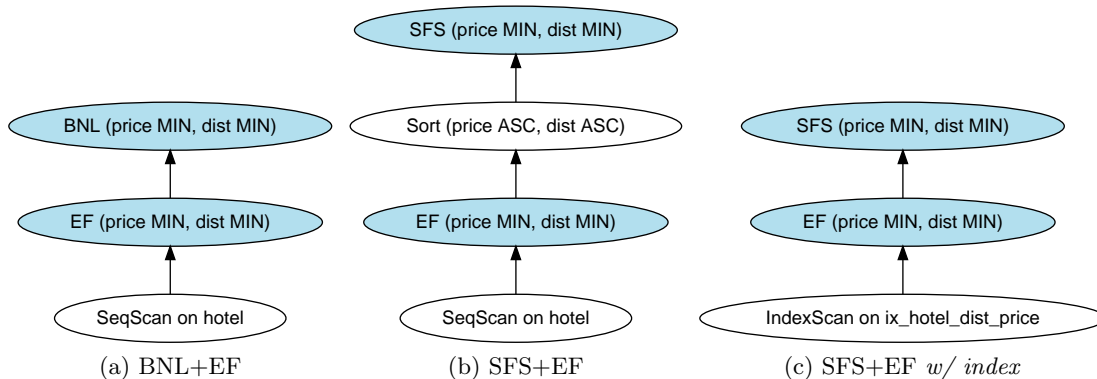 SFS (price MIN, dist MIN)
BNL (price MIN, dist MIN)
Sort (price ASC, dist ASC)
SFS (price MIN, dist MIN)
EF (price MIN, dist MIN)
EF (price MIN, dist MIN)
EF (price MIN, dist MIN)
SeqScan on hotel
SeqScan on hotel
IndexScan on ix_hotel_dist_price
(a) BNL+EF
(b) SFS+EF
(c) SFS+EF w/ index